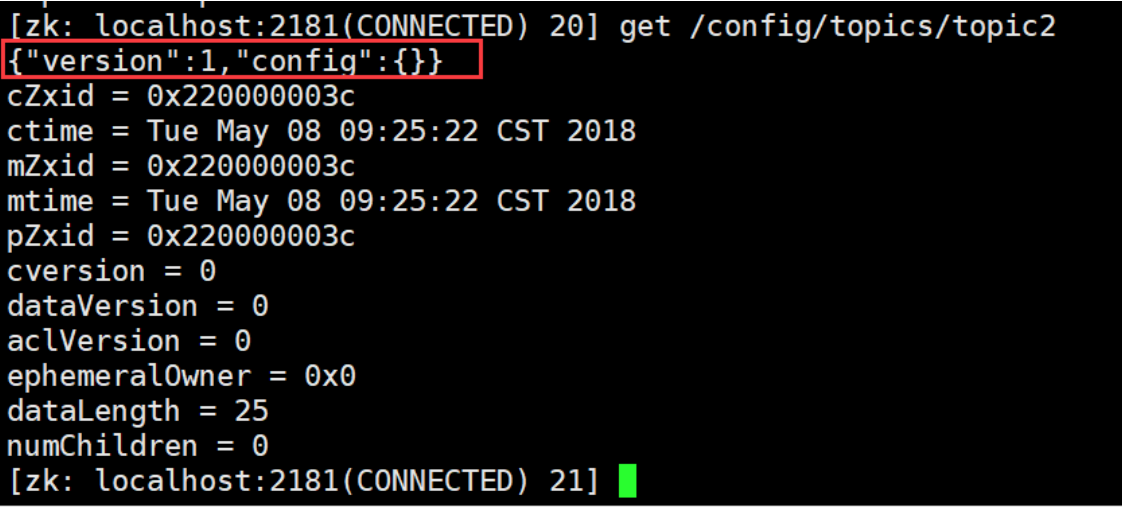 [zk: localhost:2181(CONNECTED) 20] get /config/topics/topic2
{"version":1,"config":{}}
cZxid = 0x220000003c
ctime = Tue May 08 09:25:22 CST 2018
mZxid = 0x220000003c
mtime = Tue May 08 09:25:22 CST 2018
pZxid = 0x220000003c
cversion = 0
dataVersion = 0
aclVersion = 0
ephemeralOwner = 0x0
dataLength = 25
numChildren = 0
[zk: localhost:2181(CONNECTED) 21]